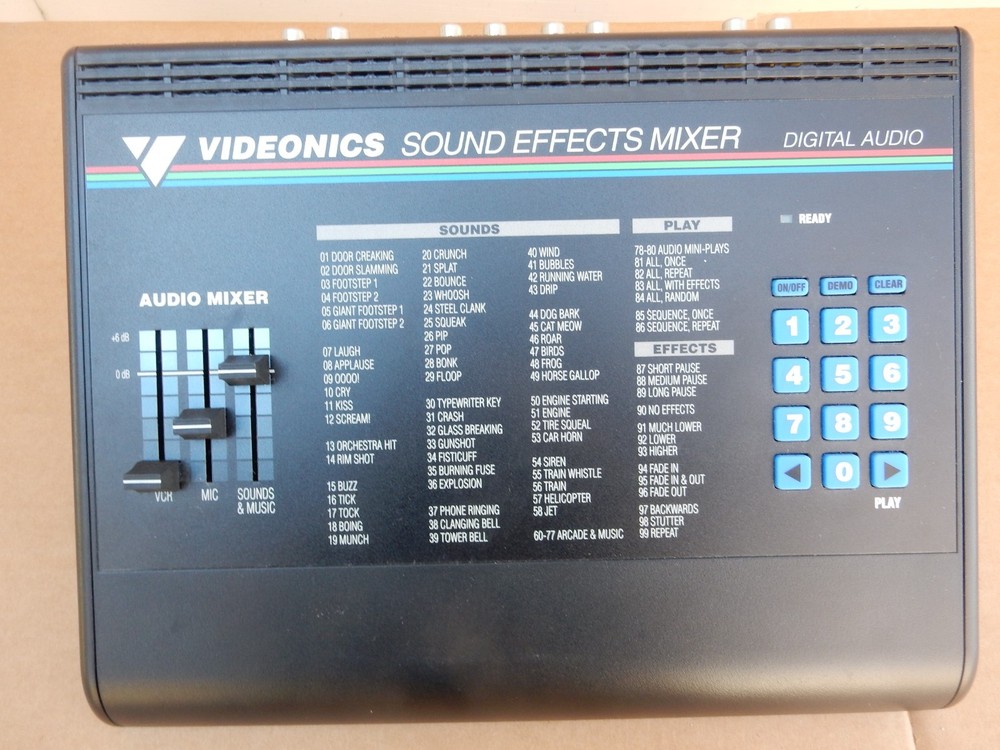 VIDEONICS SOUND EFFECTS MIXER
DIGITAL AUDIO
AUDIO MIXER
+6 dB
0 dB
VCR
MIC
SOUNDS
& MUSIC
SOUNDS
01 DOOR CREAKING
02 DOOR SLAMMING
03 FOOTSTEP 1
04 FOOTSTEP 2
05 GIANT FOOTSTEP 1
06 GIANT FOOTSTEP 2
07 LAUGH
08 APPLAUSE
09 OOOO!
10 CRY
11 KISS
12 SCREAM!
13 ORCHESTRA HIT
14 RIM SHOT
15 BUZZ
16 TICK
17 TOCK
18 BOING
19 MUNCH
20 CRUNCH
21 SPLAT
22 BOUNCE
23 WHOOSH
24 STEEL CLANK
25 SQUEAK
26 PIP
27 POP
28 BONK
29 FLOOP
30 TYPEWRITER KEY
31 CRASH
32 GLASS BREAKING
33 GUNSHOT
34 FISTICUFF
35 BURNING FUSE
36 EXPLOSION
37 PHONE RINGING
38 CLANGING BELL
39 TOWER BELL
40 WIND
41 BUBBLES
42 RUNNING WATER
43 DRIP
44 DOG BARK
45 CAT MEOW
46 ROAR
47 BIRDS
48 FROG
49 HORSE GALLOP
50 ENGINE STARTING
51 ENGINE
52 TIRE SQUEAL
53 CAR HORN
54 SIREN
55 TRAIN WHISTLE
56 TRAIN
57 HELICOPTER
58 JET
60-77 ARCADE & MUSIC
PLAY
78-80 AUDIO MINI-PLAYS
81 ALL, ONCE
82 ALL, REPEAT
83 ALL, WITH EFFECTS
84 ALL, RANDOM
85 SEQUENCE, ONCE
86 SEQUENCE, REPEAT
EFFECTS
87 SHORT PAUSE
88 MEDIUM PAUSE
89 LONG PAUSE
90 NO EFFECTS
91 MUCH LOWER
92 LOWER
93 HIGHER
94 FADE IN
95 FADE IN & OUT
96 FADE OUT
97 BACKWARDS
98 STUTTER
99 REPEAT
READY
ON/OFF DEMO CLEAR
1 2 3
4 5 6
7 8 9
0
PLAY